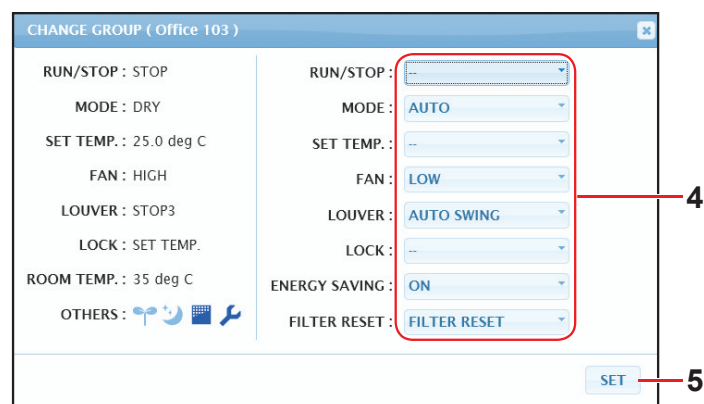 CHANGE GROUP ( Office 103 )
RUN/STOP : STOP
MODE : DRY
SET TEMP. : 25.0 deg C
FAN : HIGH
LOUVER : STOP3
LOCK : SET TEMP.
ROOM TEMP. : 35 deg C
OTHERS :
RUN/STOP : --
MODE : AUTO
SET TEMP. : --
FAN : LOW
LOUVER : AUTO SWING
LOCK : --
ENERGY SAVING : ON
FILTER RESET : FILTER RESET
4
SET
5